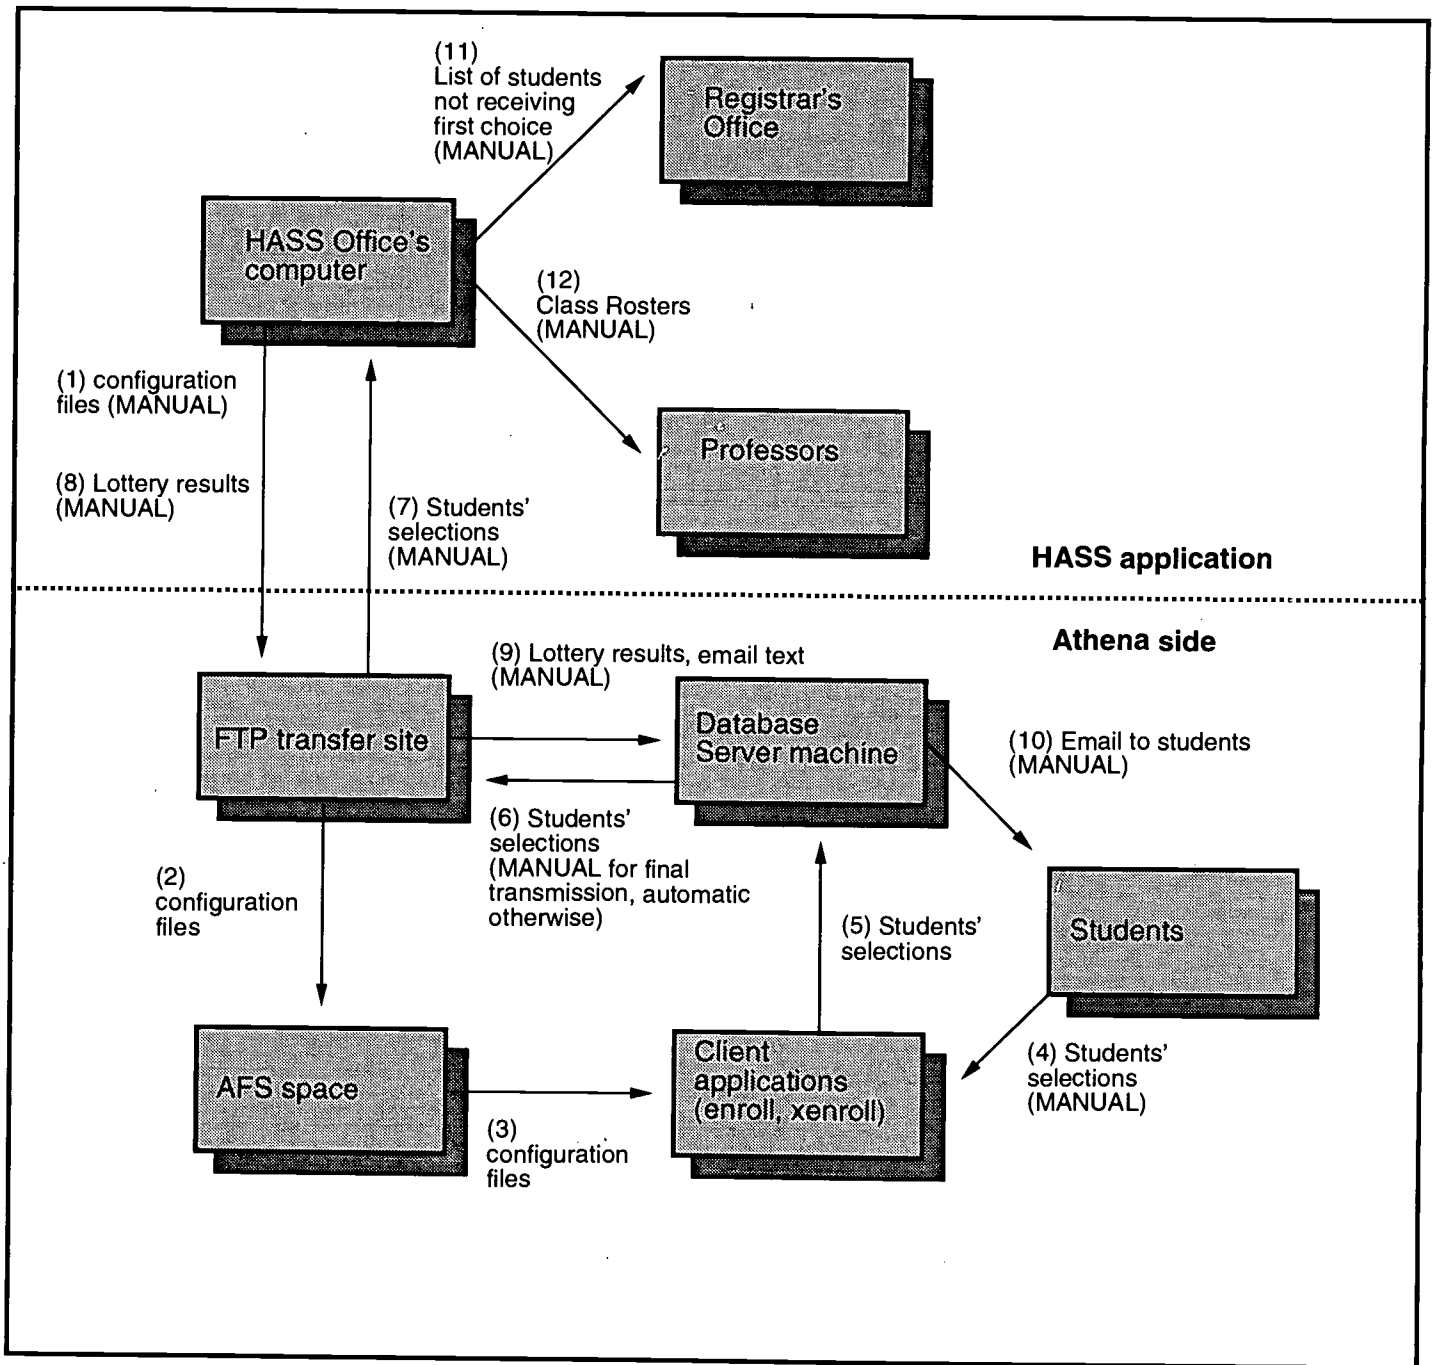 (11)
List of students
not receiving
first choice
(MANUAL)
Registrar's
Office
HASS Office's
computer
(12)
Class Rosters
(MANUAL)
(1) configuration
files (MANUAL)
Professors
(8) Lottery results
(MANUAL)
(7) Students'
selections
(MANUAL)
HASS application
Athena side
(9) Lottery results, email text
(MANUAL)
FTP transfer site
Database
Server machine
(10) Email to students
(MANUAL)
(6) Students'
selections
(MANUAL for final
transmission, automatic
otherwise)
(2)
configuration
files
(5) Students'
selections
Students
AFS space
Client
applications
(enroll, xenroll)
(4) Students'
selections
(MANUAL)
(3)
configuration
files